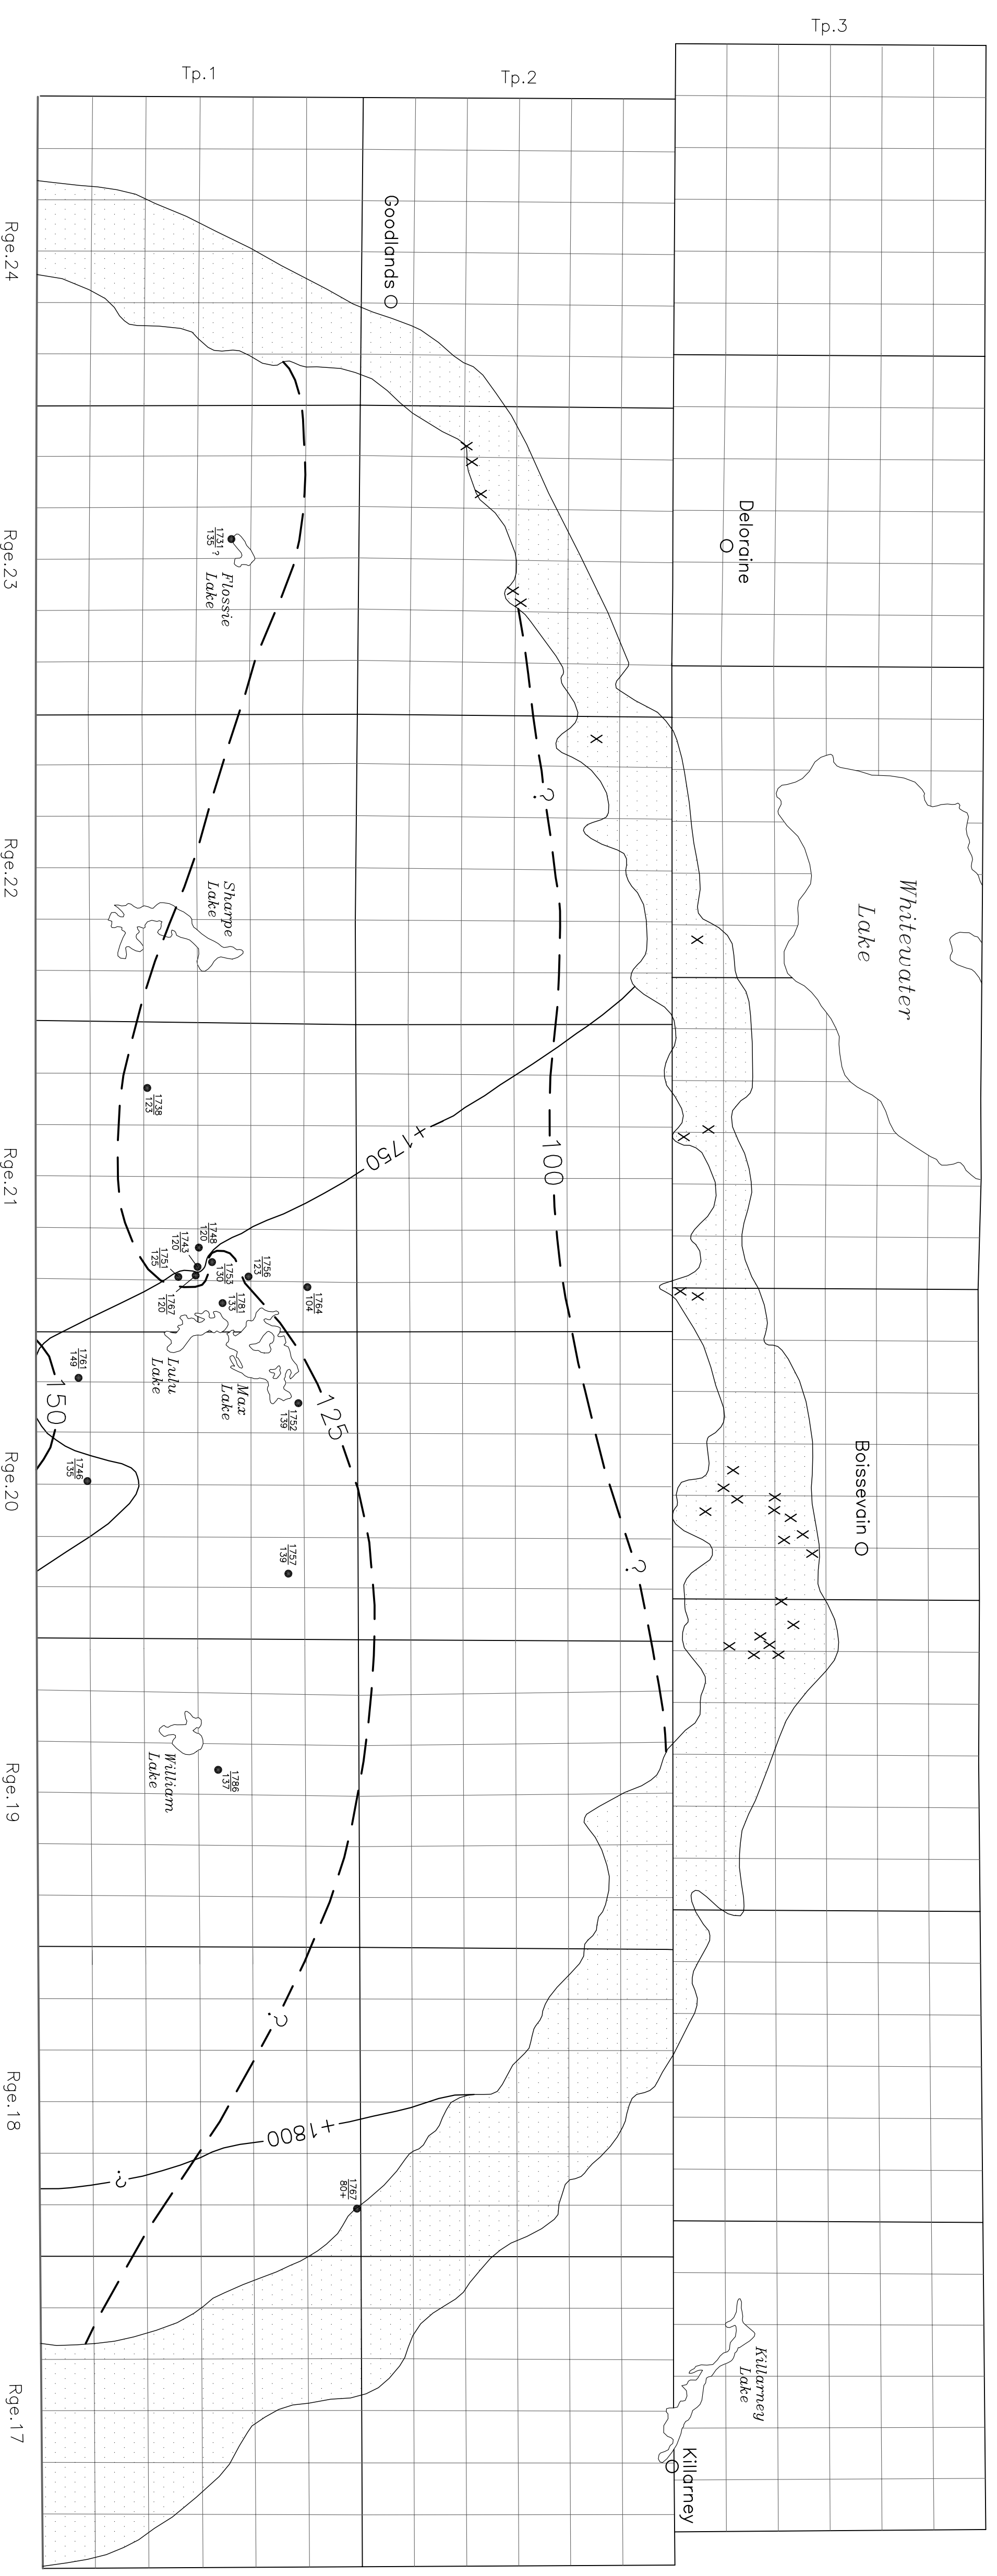 Tp.3
Tp.2
Tp.1
Rge.24
Rge.23
Rge.22
Rge.21
Rge.20
Rge.19
Rge.18
Rge.17
Goodlands
Deloraine
Whitewater
Lake
Boissevain
Killarney
Lake
Killarney
Flossie
Lake
1731
135 ?
Sharpe
Lake
?
100
?
+1750
1738
123
1748
120
1743
120
1751
125
1753
130
1756
123
1767
120
1781
133
1764
104
Lulu
Lake
Max
Lake
1761
149
150
1752
139
125
1746
135
1757
139
William
Lake
1786
137
?
+1800
?
1767
80+